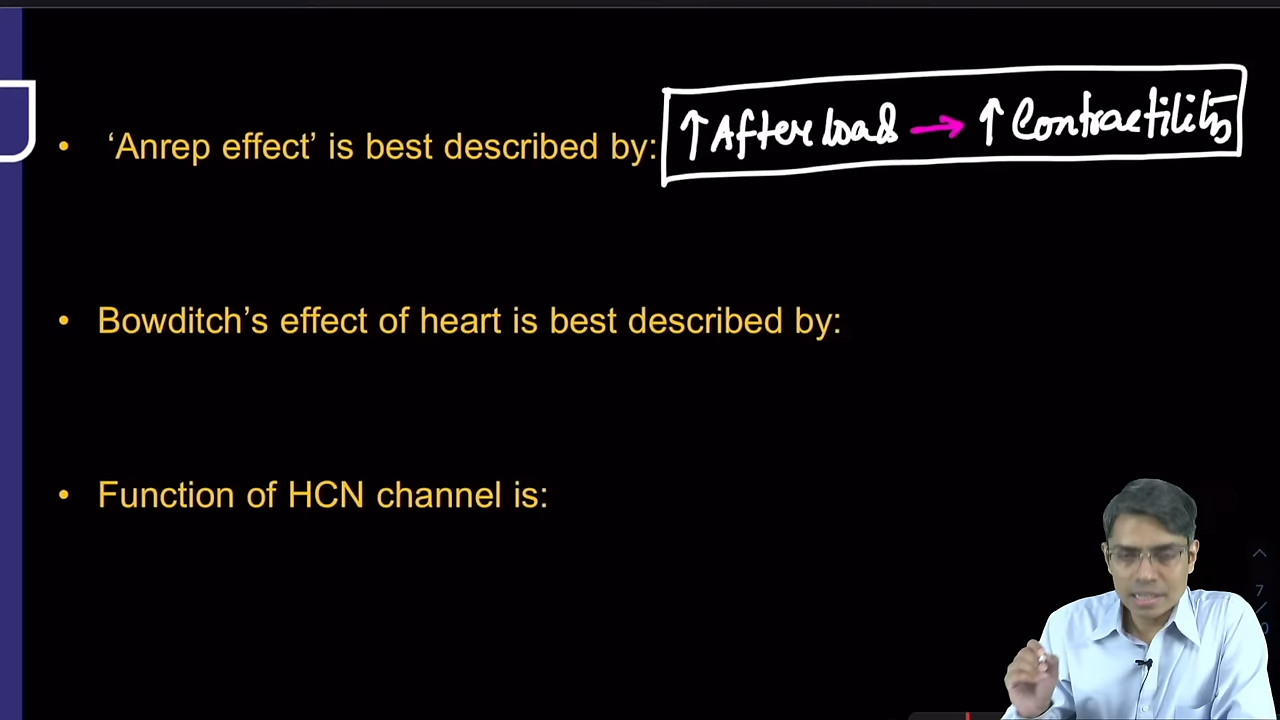 • ‘Anrep effect’ is best described by: ↑ Afterload → ↑ Contractility
• Bowditch’s effect of heart is best described by:
• Function of HCN channel is:
7
/